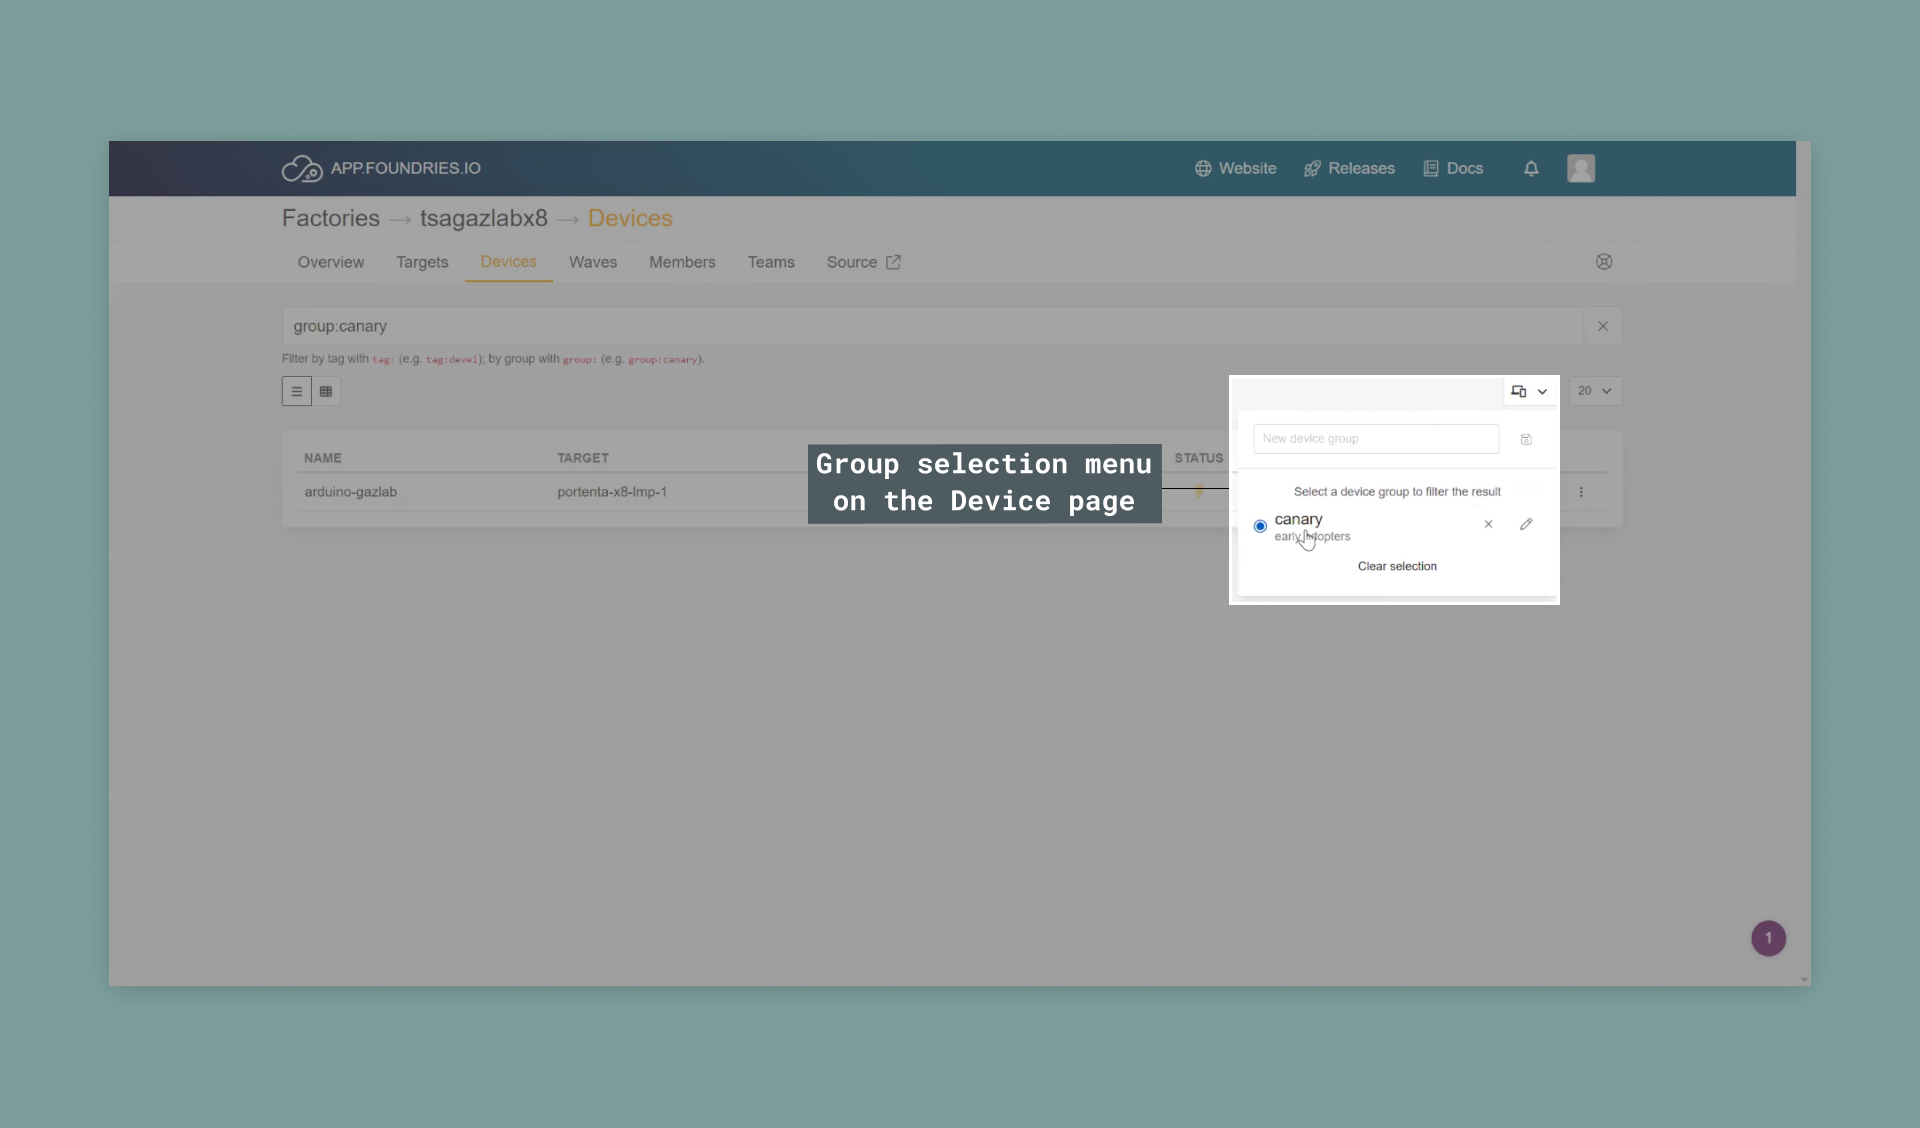 APP.FOUNDRIES.IO
Website Releases Docs
Factories → tsagazlabx8 → Devices
Overview Targets Devices Waves Members Teams Source
group:canary
Filter by tag with tag: (e.g. tag:devel); by group with group: (e.g. group:canary).
20
New device group
NAME TARGET STATUS
Group selection menu
on the Device page
arduino-gazlab portenta-x8-lmp-1
Select a device group to filter the result
canary
early adopters
Clear selection
1